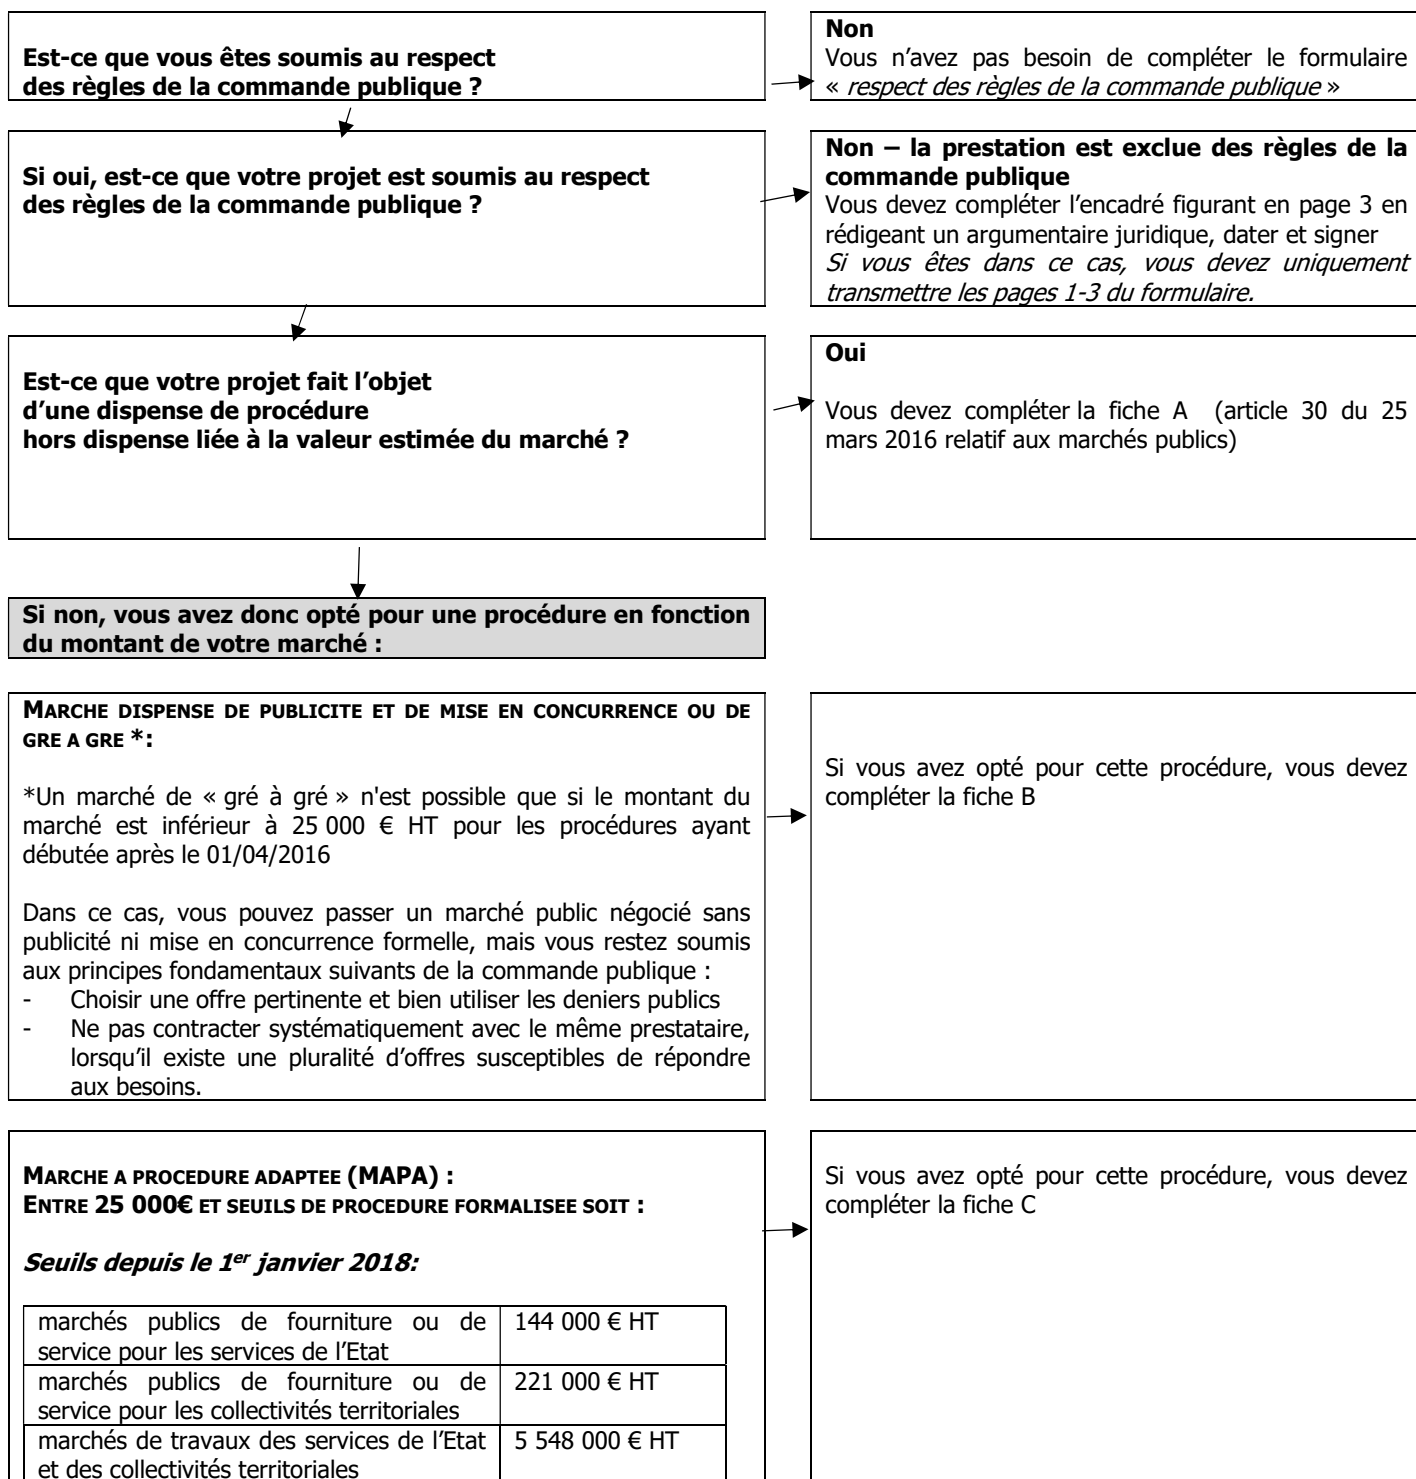 Est-ce que vous êtes soumis au respect
des règles de la commande publique ?
Non
Vous n’avez pas besoin de compléter le formulaire
« respect des règles de la commande publique »
Si oui, est-ce que votre projet est soumis au respect
des règles de la commande publique ?
Non – la prestation est exclue des règles de la
commande publique
Vous devez compléter l’encadré figurant en page 3 en
rédigeant un argumentaire juridique, dater et signer
Si vous êtes dans ce cas, vous devez uniquement
transmettre les pages 1-3 du formulaire.
Est-ce que votre projet fait l’objet
d’une dispense de procédure
hors dispense liée à la valeur estimée du marché ?
Oui
Vous devez compléter la fiche A (article 30 du 25
mars 2016 relatif aux marchés publics)
Si non, vous avez donc opté pour une procédure en fonction
du montant de votre marché :
MARCHE DISPENSE DE PUBLICITE ET DE MISE EN CONCURRENCE OU DE
GRE A GRE *:
*Un marché de « gré à gré » n'est possible que si le montant du
marché est inférieur à 25 000 € HT pour les procédures ayant
débutée après le 01/04/2016
Dans ce cas, vous pouvez passer un marché public négocié sans
publicité ni mise en concurrence formelle, mais vous restez soumis
aux principes fondamentaux suivants de la commande publique :
- Choisir une offre pertinente et bien utiliser les deniers publics
- Ne pas contracter systématiquement avec le même prestataire,
lorsqu’il existe une pluralité d’offres susceptibles de répondre
aux besoins.
Si vous avez opté pour cette procédure, vous devez
compléter la fiche B
MARCHE A PROCEDURE ADAPTEE (MAPA) :
ENTRE 25 000€ ET SEUILS DE PROCEDURE FORMALISEE SOIT :
Seuils depuis le 1er janvier 2018:
marchés publics de fourniture ou de
service pour les services de l’Etat
144 000 € HT
marchés publics de fourniture ou de
service pour les collectivités territoriales
221 000 € HT
marchés de travaux des services de l’Etat
et des collectivités territoriales
5 548 000 € HT
Si vous avez opté pour cette procédure, vous devez
compléter la fiche C